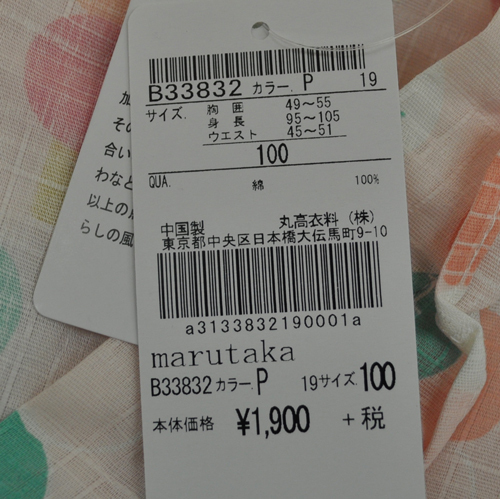 加
その
合い
わなど
以上の
らしの風
B33832 カラー. P 19
サイズ. 胸囲 49～55
身長 95～105
ウエスト 45～51
100
QUA. 綿 100%
中国製 丸高衣料(株)
東京都中央区日本橋大伝馬町9-10
a3133832190001a
marutaka
B33832 カラー. P 19サイズ. 100
本体価格 ¥1,900 +税